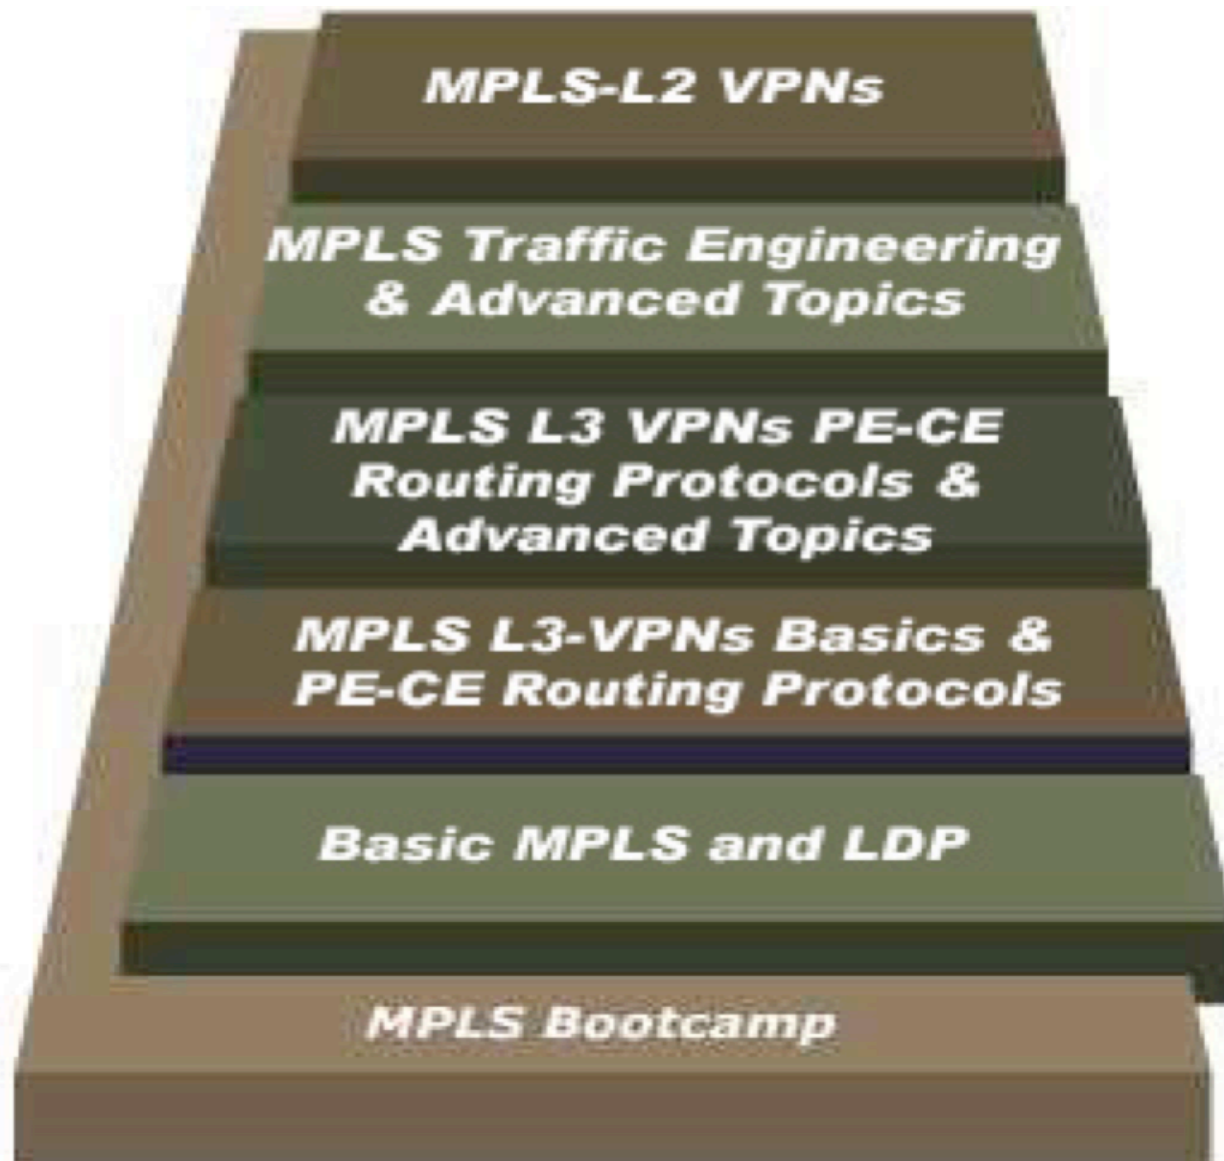 MPLS-L2 VPNs
MPLS Traffic Engineering
& Advanced Topics
MPLS L3 VPNs PE-CE
Routing Protocols &
Advanced Topics
MPLS L3-VPNs Basics &
PE-CE Routing Protocols
Basic MPLS and LDP
MPLS Bootcamp